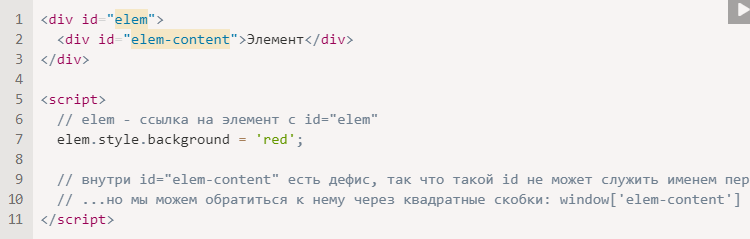 1 <div id="elem">
2 <div id="elem-content">Элемент</div>
3 </div>
4
5 <script>
6 // elem - ссылка на элемент с id="elem"
7 elem.style.background = 'red';
8
9 // внутри id="elem-content" есть дефис, так что такой id не может служить именем пер
10 // ...но мы можем обратиться к нему через квадратные скобки: window['elem-content']
11 </script>